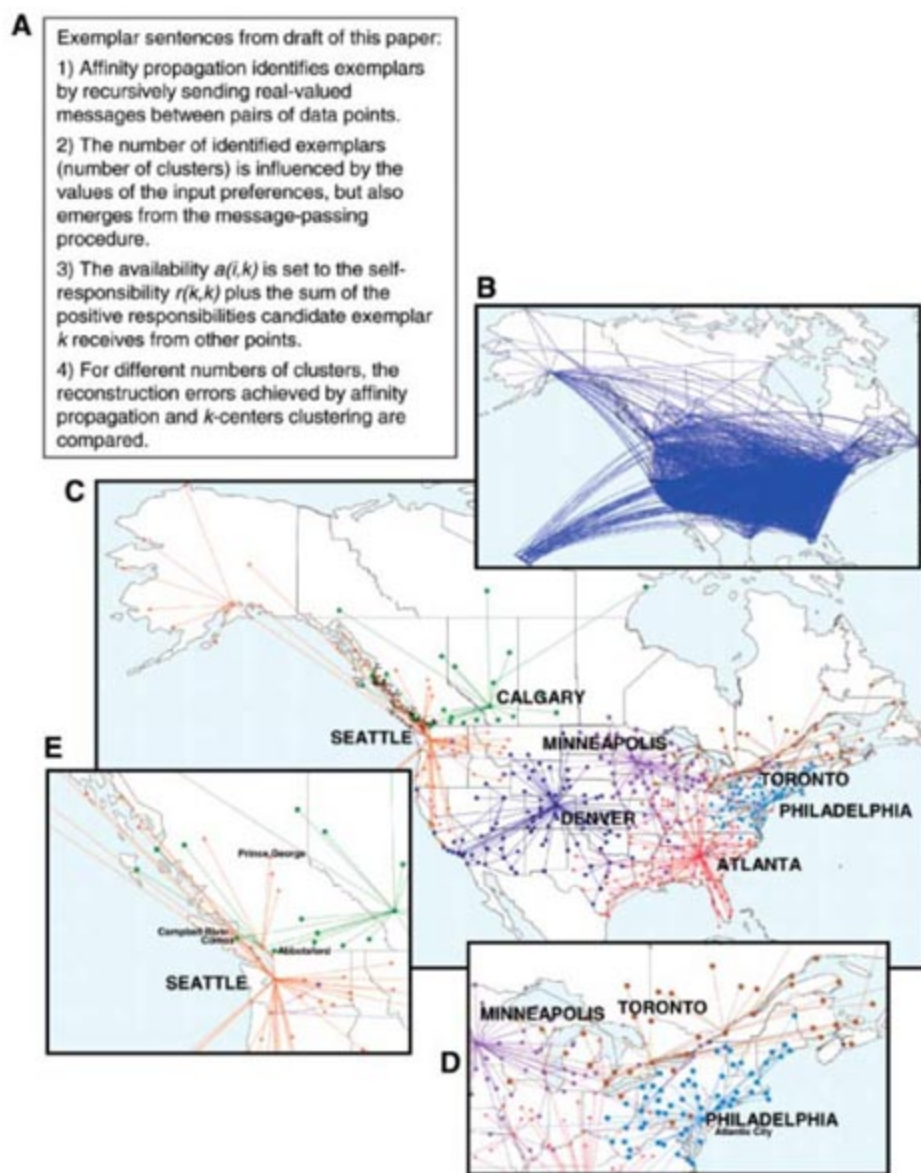 A
Exemplar sentences from draft of this paper:
1) Affinity propagation identifies exemplars
by recursively sending real-valued
messages between pairs of data points.
2) The number of identified exemplars
(number of clusters) is influenced by the
values of the input preferences, but also
emerges from the message-passing
procedure.
3) The availability a(i,k) is set to the self-
responsibility r(k,k) plus the sum of the
positive responsibilities candidate exemplar
k receives from other points.
4) For different numbers of clusters, the
reconstruction errors achieved by affinity
propagation and k-centers clustering are
compared.
B
C
CALGARY
SEATTLE
MINNEAPOLIS
TORONTO
PHILADELPHIA
DENVER
ATLANTA
E
Prince George
Campbell River
Comox
Abbotsford
SEATTLE
D
MINNEAPOLIS
TORONTO
PHILADELPHIA
Atlantic City